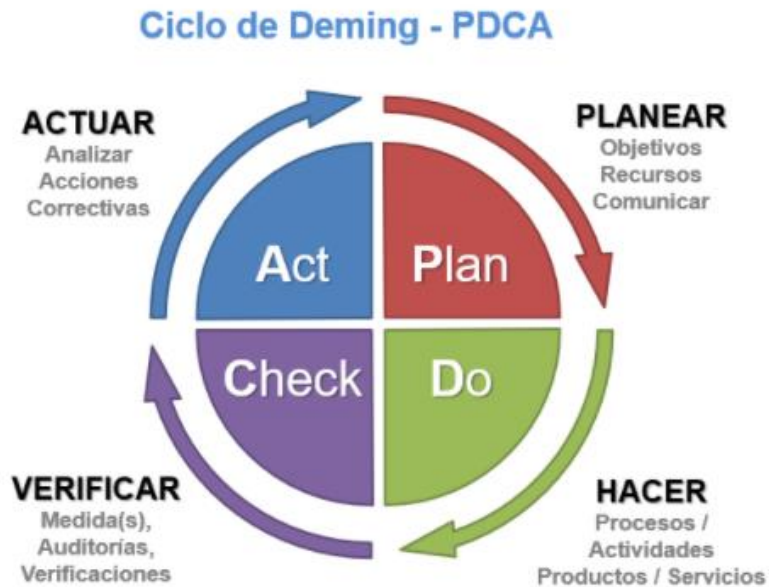 Ciclo de Deming - PDCA
ACTUAR
Analizar
Acciones
Correctivas
PLANEAR
Objetivos
Recursos
Comunicar
Act
Plan
Check
Do
VERIFICAR
Medida(s),
Auditorías,
Verificaciones
HACER
Procesos /
Actividades
Productos / Servicios